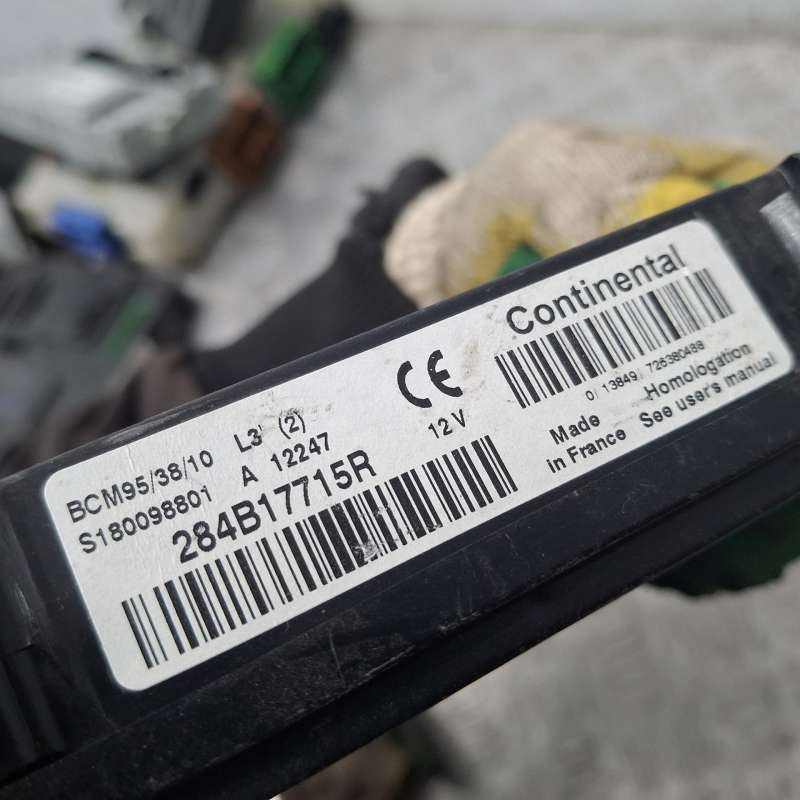 BCM95/38/10 L3 (2)
S180098801 A 12247
284B17715R
CE
12 V
Continental
0 13849 726380488
Made Homologation
in France See user's manual